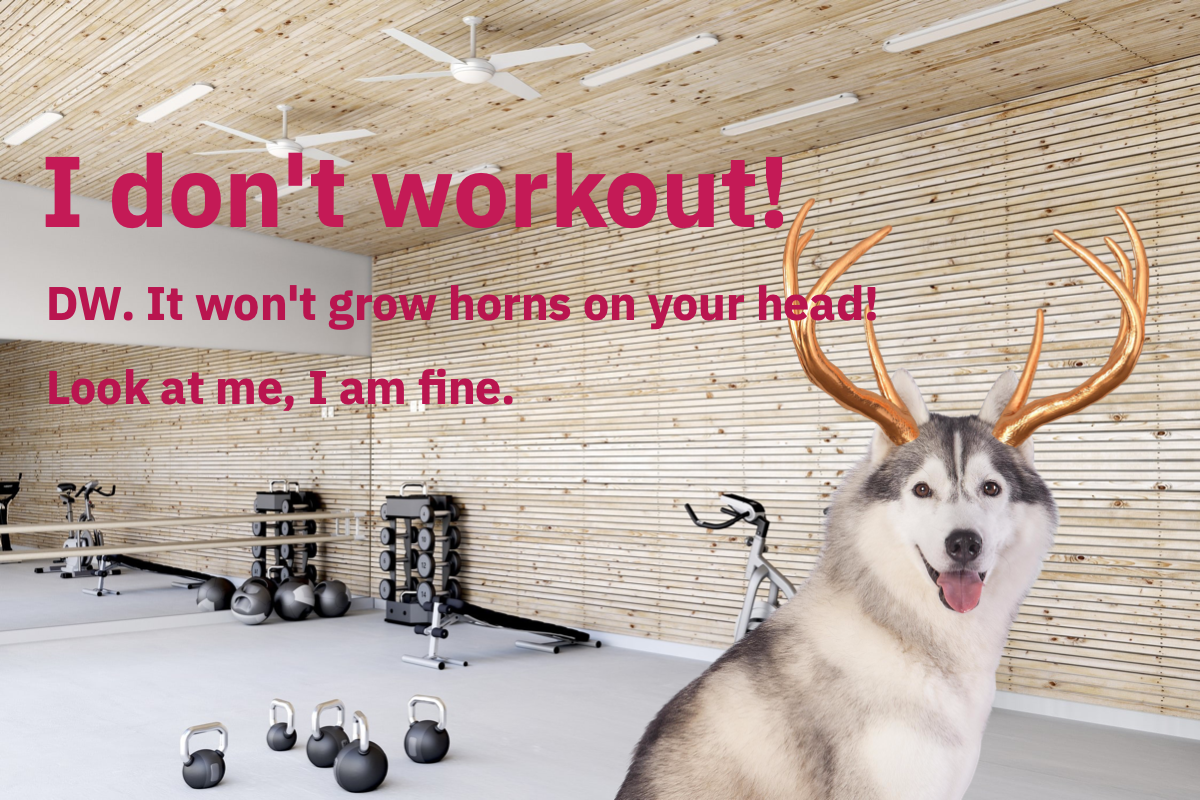 I don't workout!
DW. It won't grow horns on your head!
Look at me, I am fine.